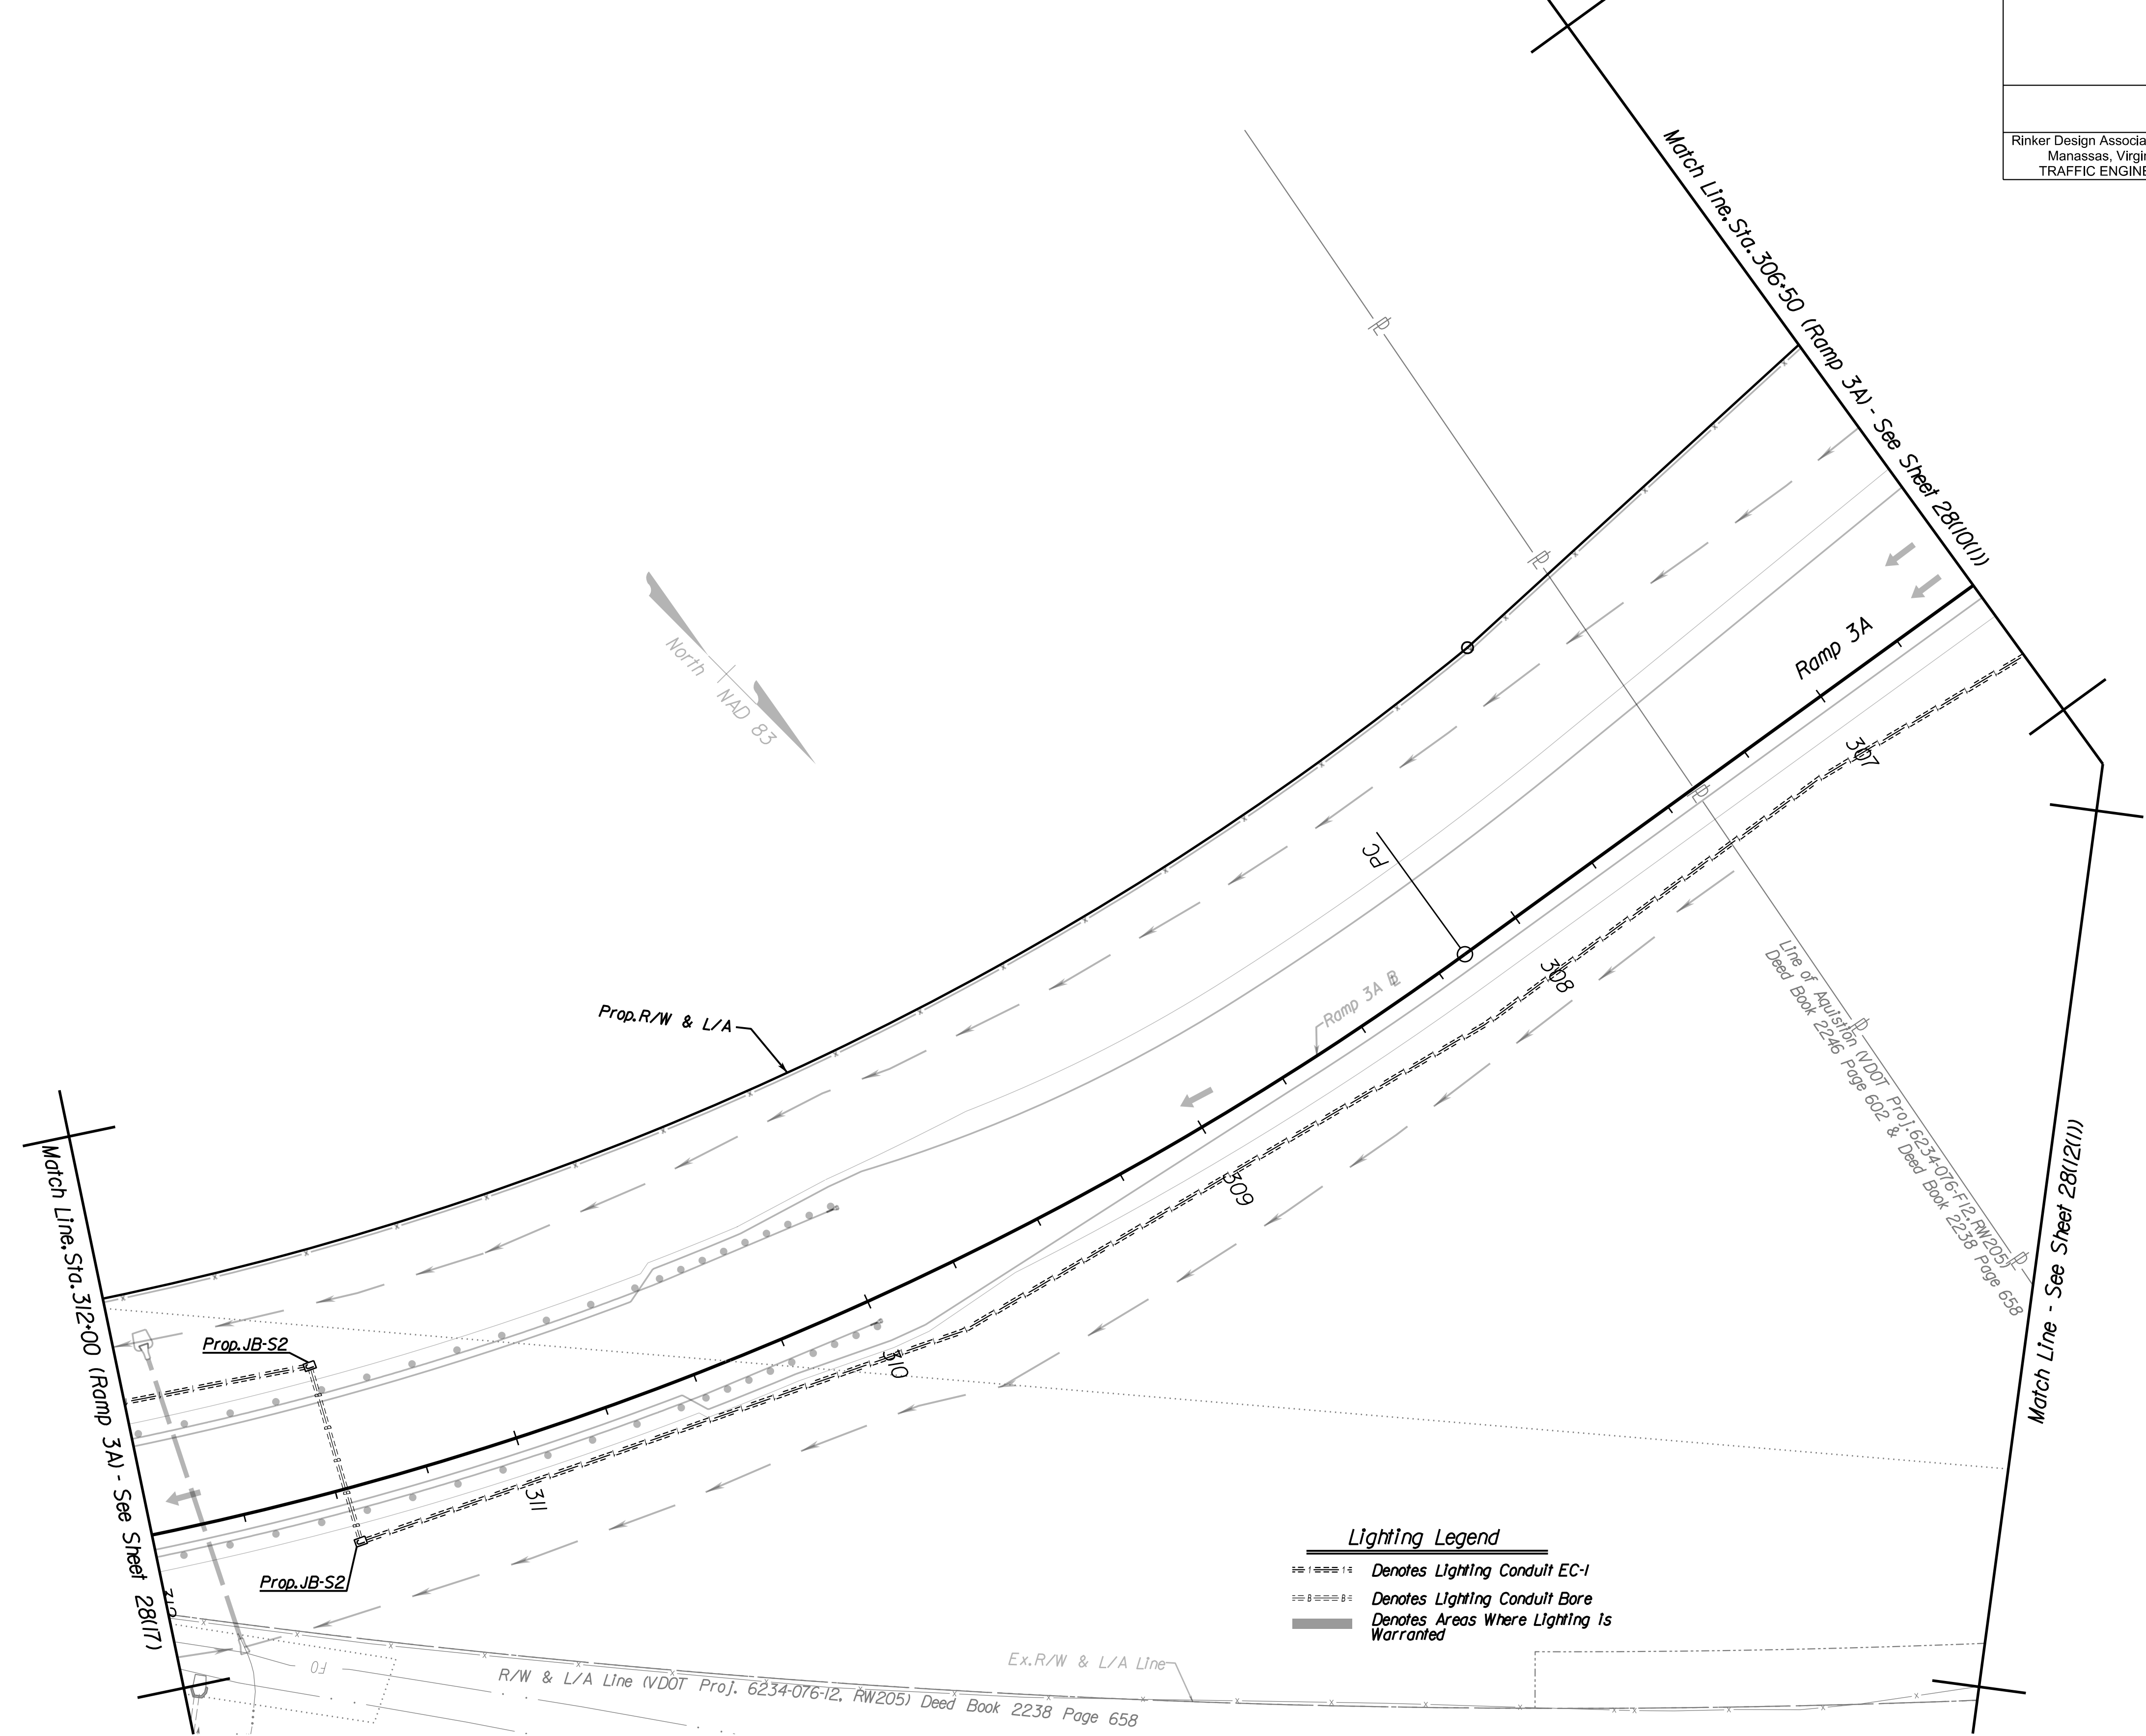 Rinker Design Associa
Manassas, Virgi
TRAFFIC ENGINE
Match Line, Sta. 306+50 (Ramp 3A) - See Sheet 28(10(1))
North
NAD 83
Ramp 3A
307
PC
308
Ramp 3A
Line of Aquistion (VDOT Proj. 6234-076-F12, RW205)
Deed Book 2246 Page 602 & Deed Book 2238 Page 658
Prop. R/W & L/A
309
Match Line - See Sheet 28(12(1))
Match Line, Sta. 312+00 (Ramp 3A) - See Sheet 28(17)
Prop. JB-S2
310
311
Prop. JB-S2
312
Lighting Legend
Denotes Lighting Conduit EC-1
Denotes Lighting Conduit Bore
Denotes Areas Where Lighting is
Warranted
FO
Ex. R/W & L/A Line
R/W & L/A Line (VDOT Proj. 6234-076-12, RW205) Deed Book 2238 Page 658